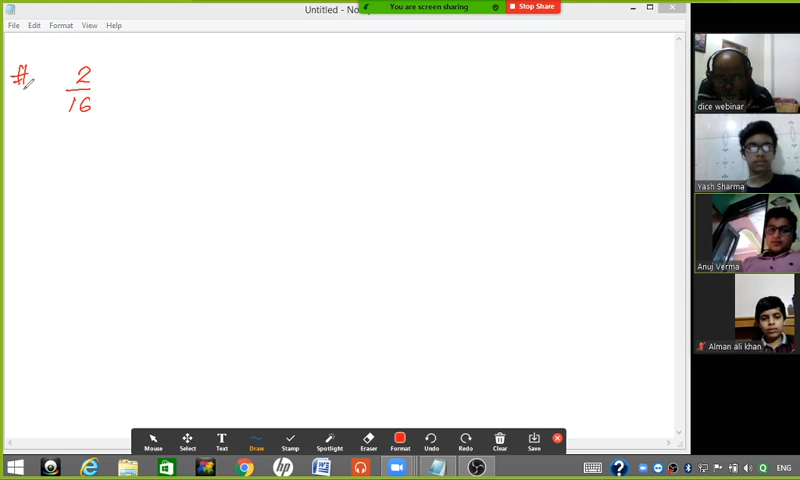 Untitled - No
You are screen sharing
Stop Share
File Edit Format View Help
# 2
16
dice webinar
Yash Sharma
Anuj Verma
Alman ali khan
Mouse Select Text Draw Stamp Spotlight Eraser Format Undo Redo Clear Save
ENG